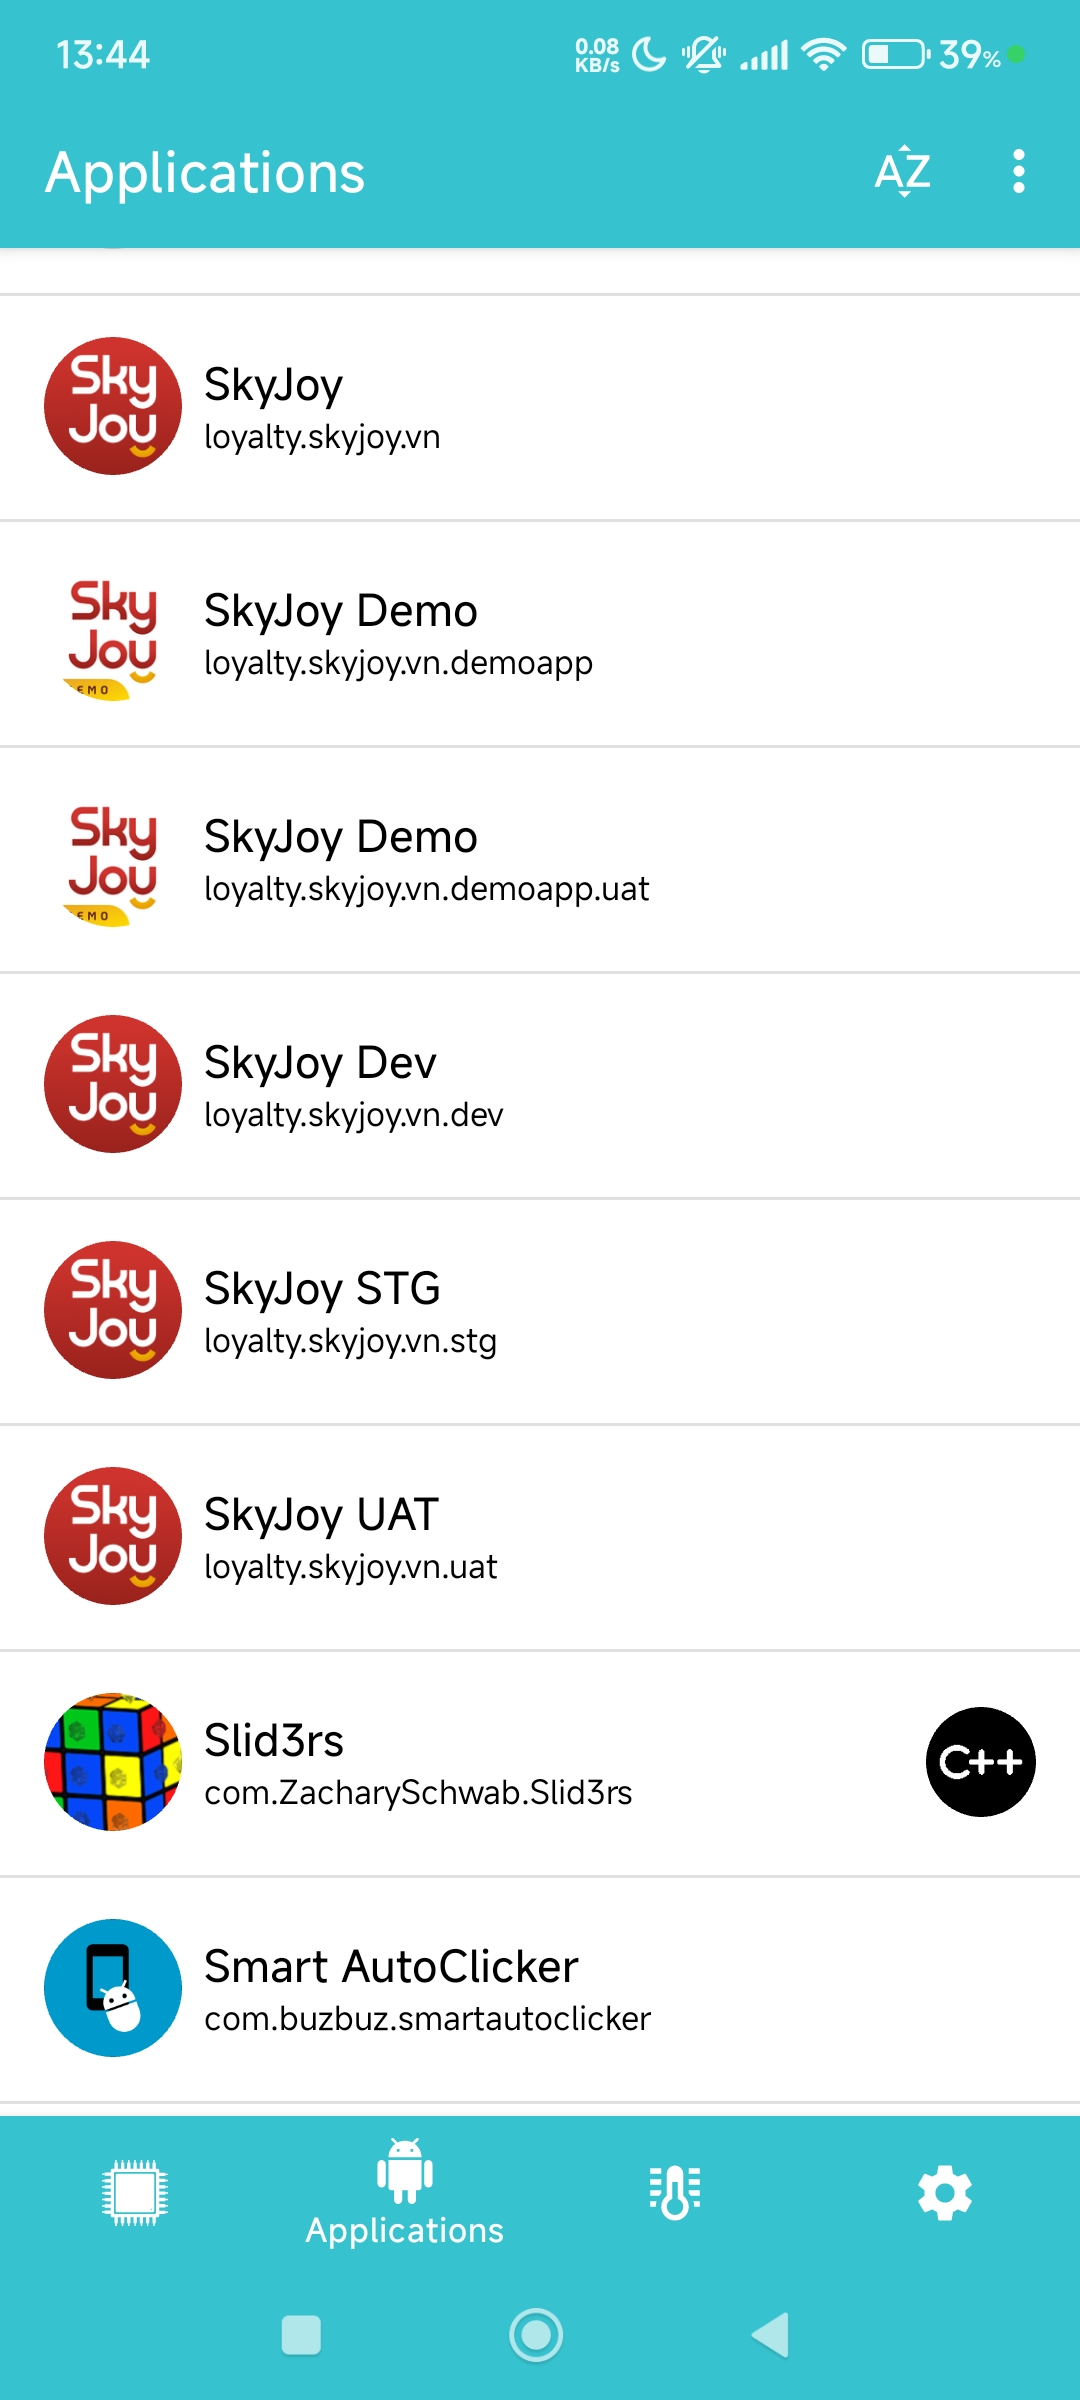 13:44
0.08
KB/s
39%
Applications
AZ
Sky
Joy
SkyJoy
loyalty.skyjoy.vn
Sky
Joy
EMO
SkyJoy Demo
loyalty.skyjoy.vn.demoapp
Sky
Joy
EMO
SkyJoy Demo
loyalty.skyjoy.vn.demoapp.uat
Sky
Joy
SkyJoy Dev
loyalty.skyjoy.vn.dev
Sky
Joy
SkyJoy STG
loyalty.skyjoy.vn.stg
Sky
Joy
SkyJoy UAT
loyalty.skyjoy.vn.uat
Slid3rs
com.ZacharySchwab.Slid3rs
C++
Smart AutoClicker
com.buzbuz.smartautoclicker
Applications